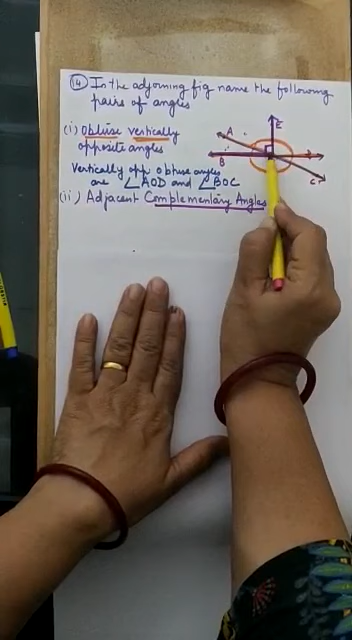 (14) In the adjoining fig name the following
pairs of angles
(i) Obtuse vertically
opposite angles
Vertically opp. obtuse angles
are ∠AOD and ∠BOC
(ii) Adjacent Complementary Angles
E
A
B
C